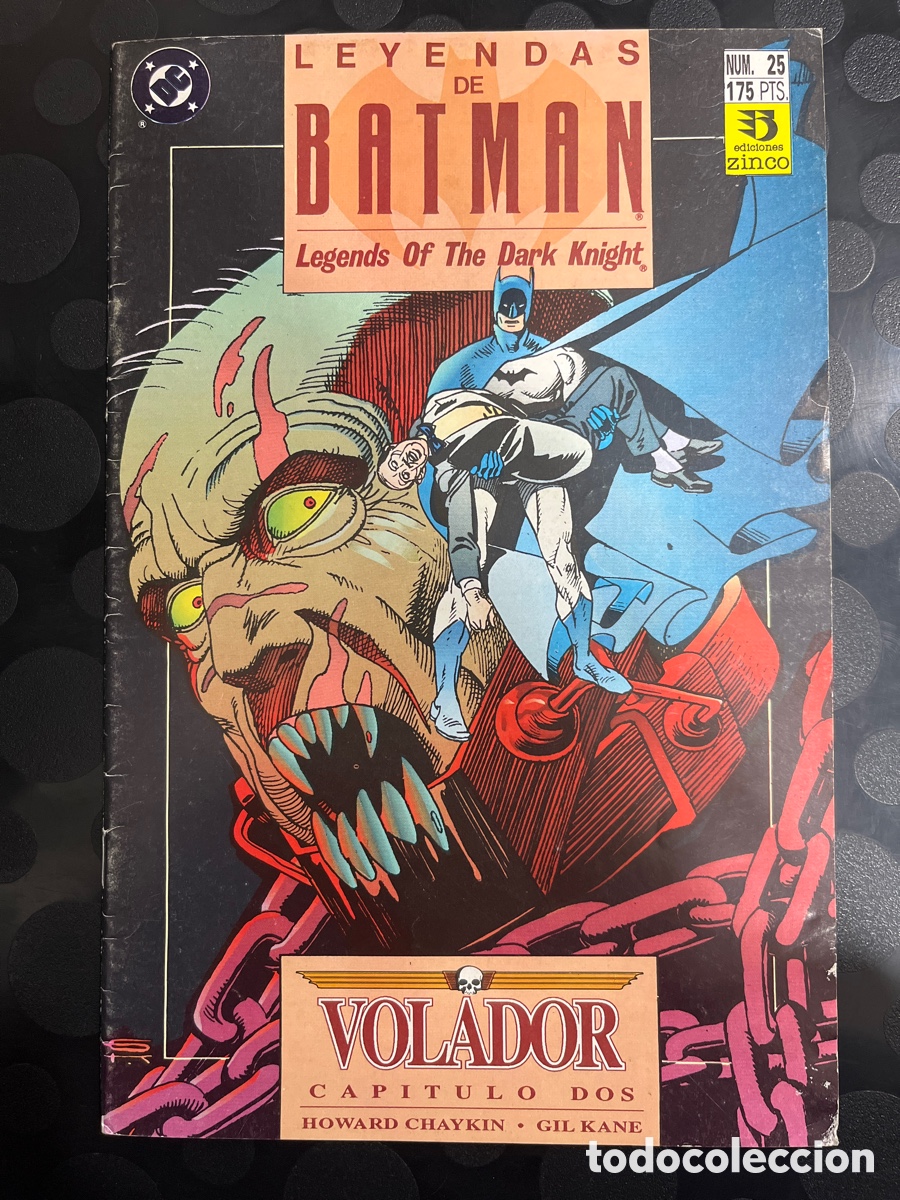 DC
®
LEYENDAS
DE
BATMAN®
Legends Of The Dark Knight®
NUM. 25
175 PTS.
ediciones
zinco
GK
VOLADOR
CAPITULO DOS
HOWARD CHAYKIN • GIL KANE
todocoleccion